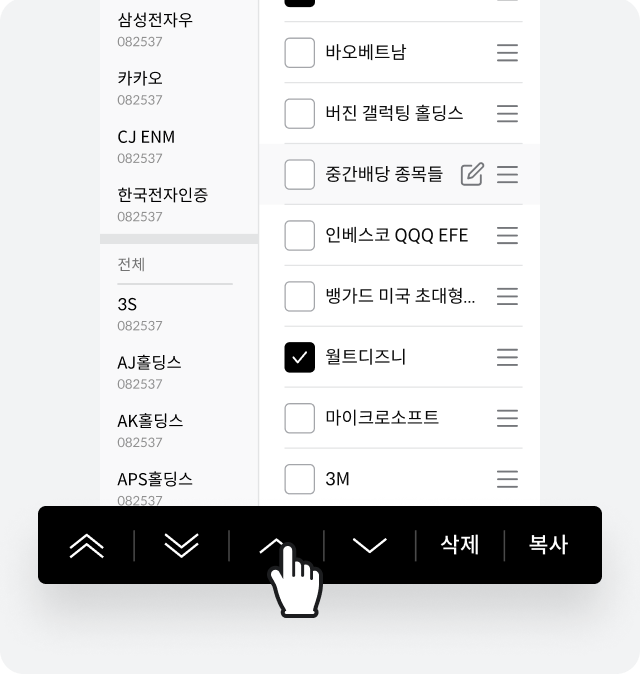 삼성전자우
082537
카카오
082537
CJ ENM
082537
한국전자인증
082537
전체
3S
082537
AJ홀딩스
082537
AK홀딩스
082537
APS홀딩스
082537
바오베트남
버진 갤럭팅 홀딩스
중간배당 종목들
인베스코 QQQ EFE
뱅가드 미국 초대형...
월트디즈니
마이크로소프트
3M
삭제
복사